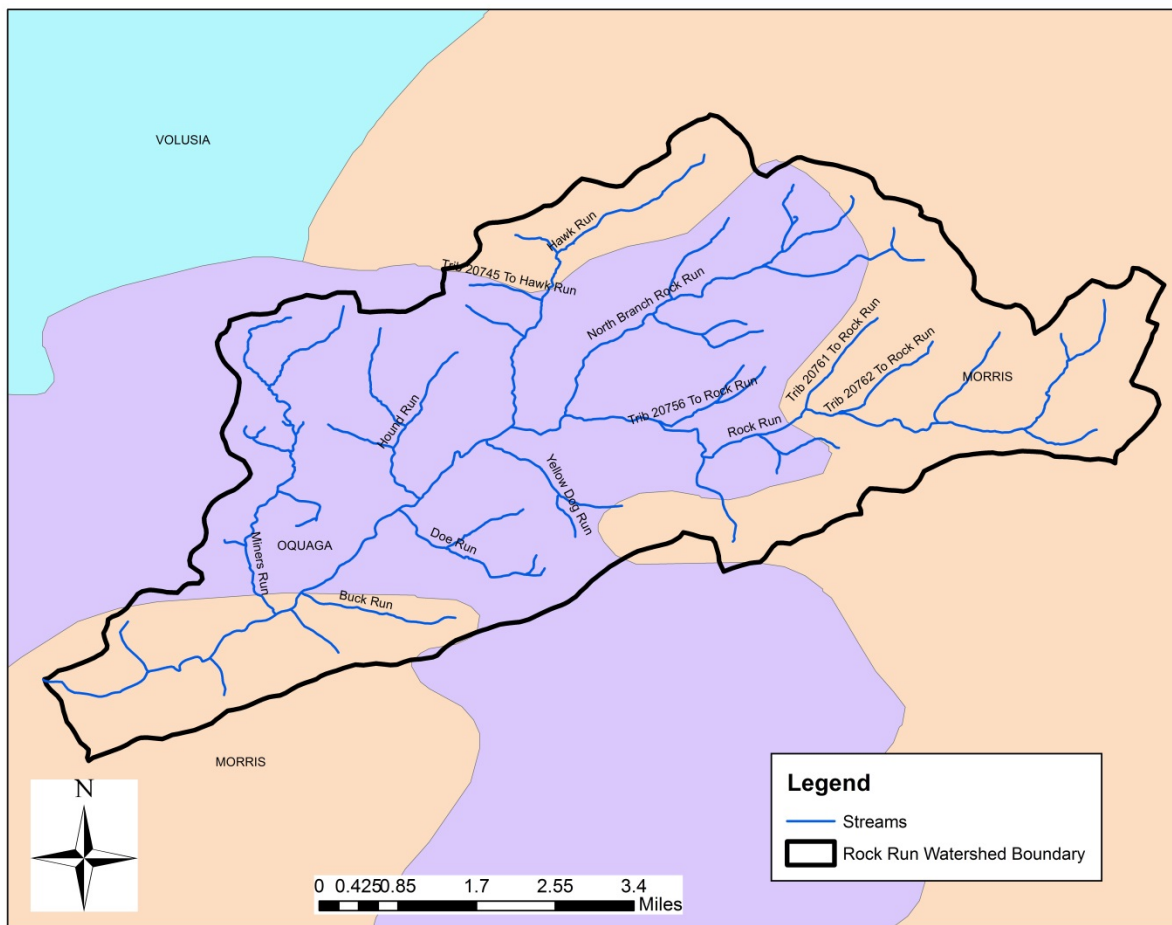 VOLUSIA
Hawk Run
Trib 20745 To Hawk Run
North Branch Rock Run
Trib 20761 To Rock Run
Trib 20762 To Rock Run
MORRIS
Trib 20756 To Rock Run
Hound Run
Rock Run
Yellow Dog Run
Doe Run
OQUAGA
Miners Run
Buck Run
MORRIS
N
Legend
Streams
Rock Run Watershed Boundary
0 0.425 0.85 1.7 2.55 3.4
Miles